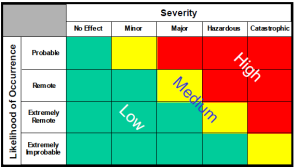 Severity
No Effect Minor Major Hazardous Catastrophic
Likelihood of Occurrence
Probable
Remote
Extremely
Remote
Extremely
Improbable
High
Medium
Low